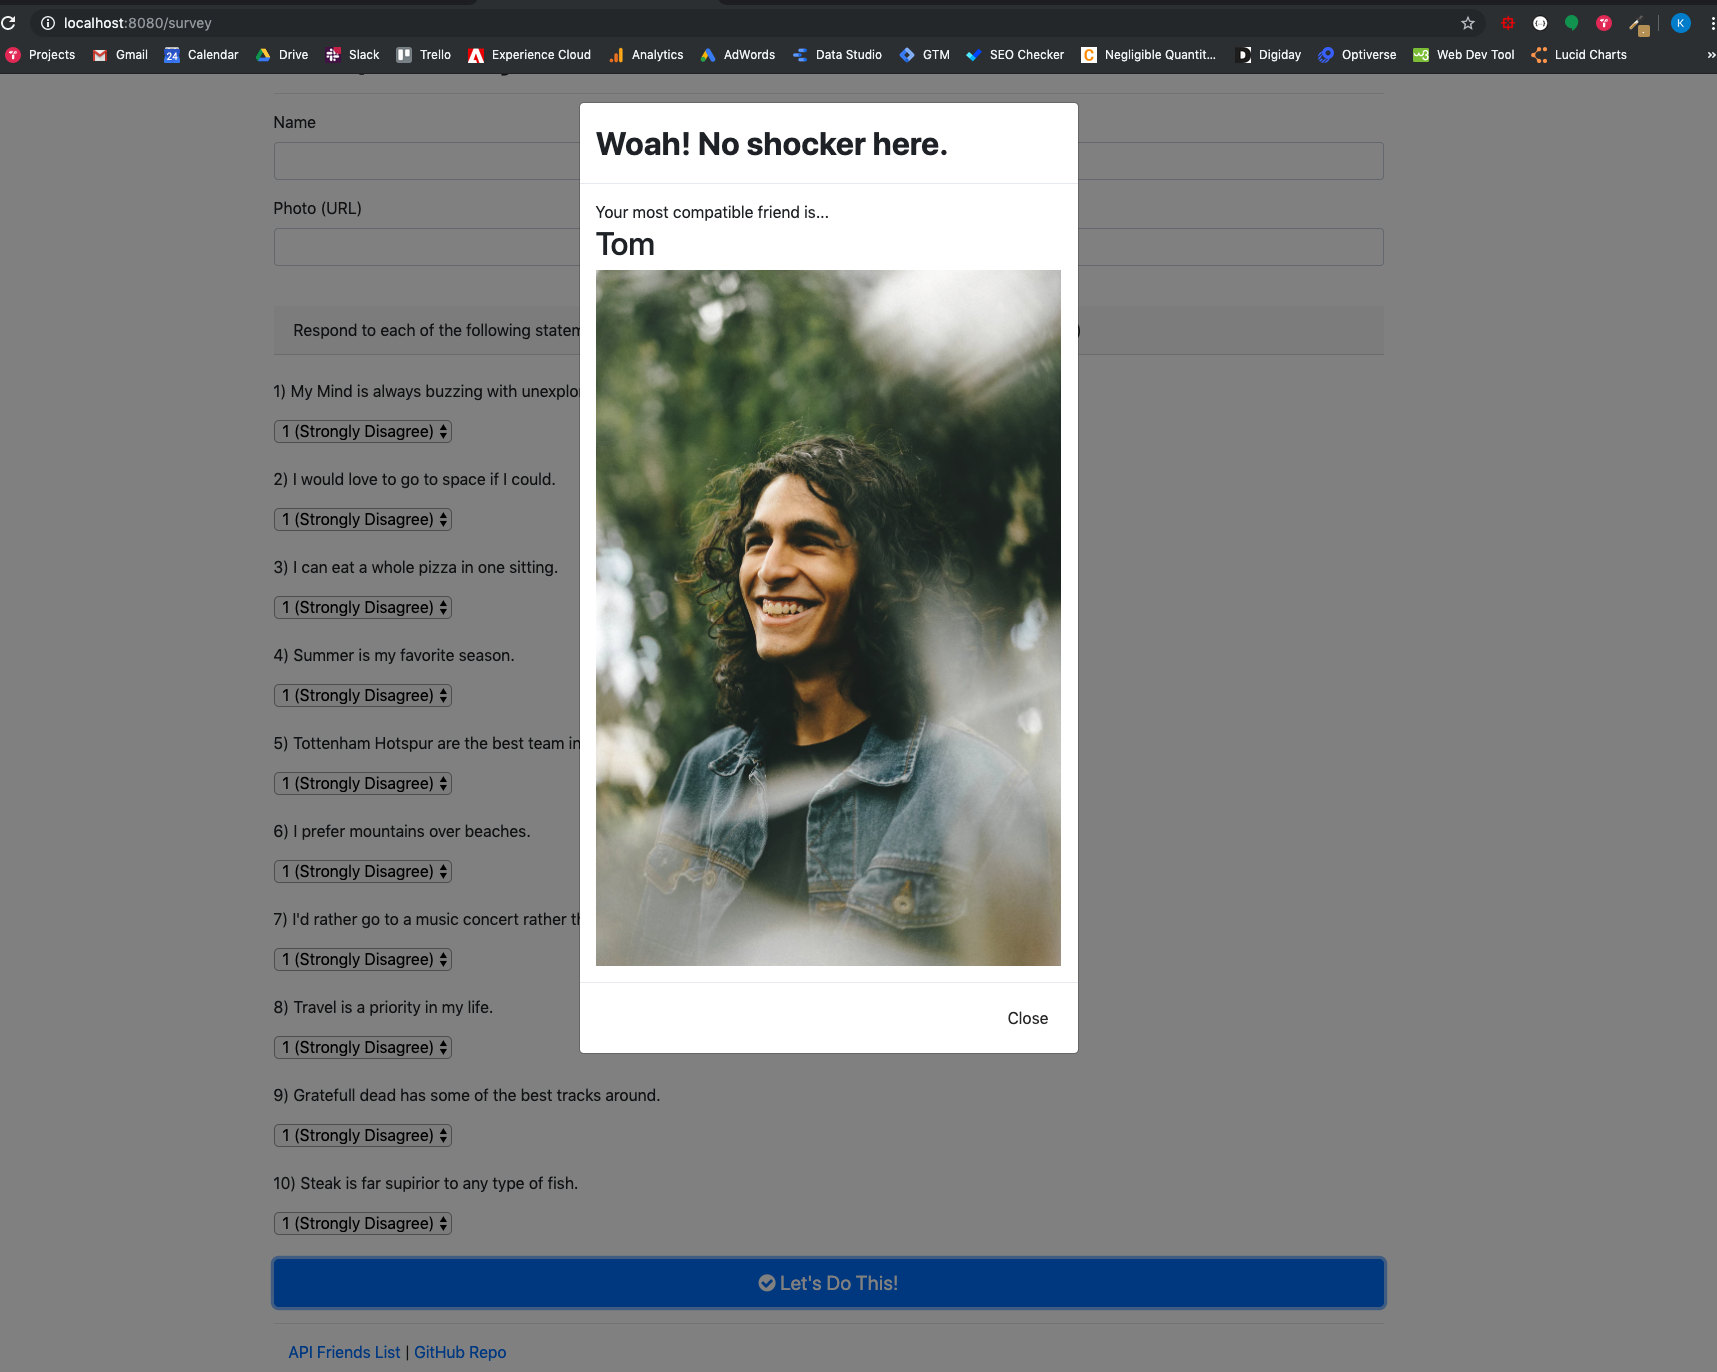 localhost:8080/survey
K
Projects Gmail 24 Calendar Drive Slack Trello Experience Cloud Analytics AdWords Data Studio GTM SEO Checker C Negligible Quantit... D Digiday Optiverse w3 Web Dev Tool Lucid Charts »
Name
Photo (URL)
Respond to each of the following statem
)
1) My Mind is always buzzing with unexplo
1 (Strongly Disagree)
2) I would love to go to space if I could.
1 (Strongly Disagree)
3) I can eat a whole pizza in one sitting.
1 (Strongly Disagree)
4) Summer is my favorite season.
1 (Strongly Disagree)
5) Tottenham Hotspur are the best team in
1 (Strongly Disagree)
6) I prefer mountains over beaches.
1 (Strongly Disagree)
7) I'd rather go to a music concert rather th
1 (Strongly Disagree)
8) Travel is a priority in my life.
1 (Strongly Disagree)
9) Gratefull dead has some of the best tracks around.
1 (Strongly Disagree)
10) Steak is far supirior to any type of fish.
1 (Strongly Disagree)
Let's Do This!
API Friends List | GitHub Repo
Woah! No shocker here.
Your most compatible friend is...
Tom
Close